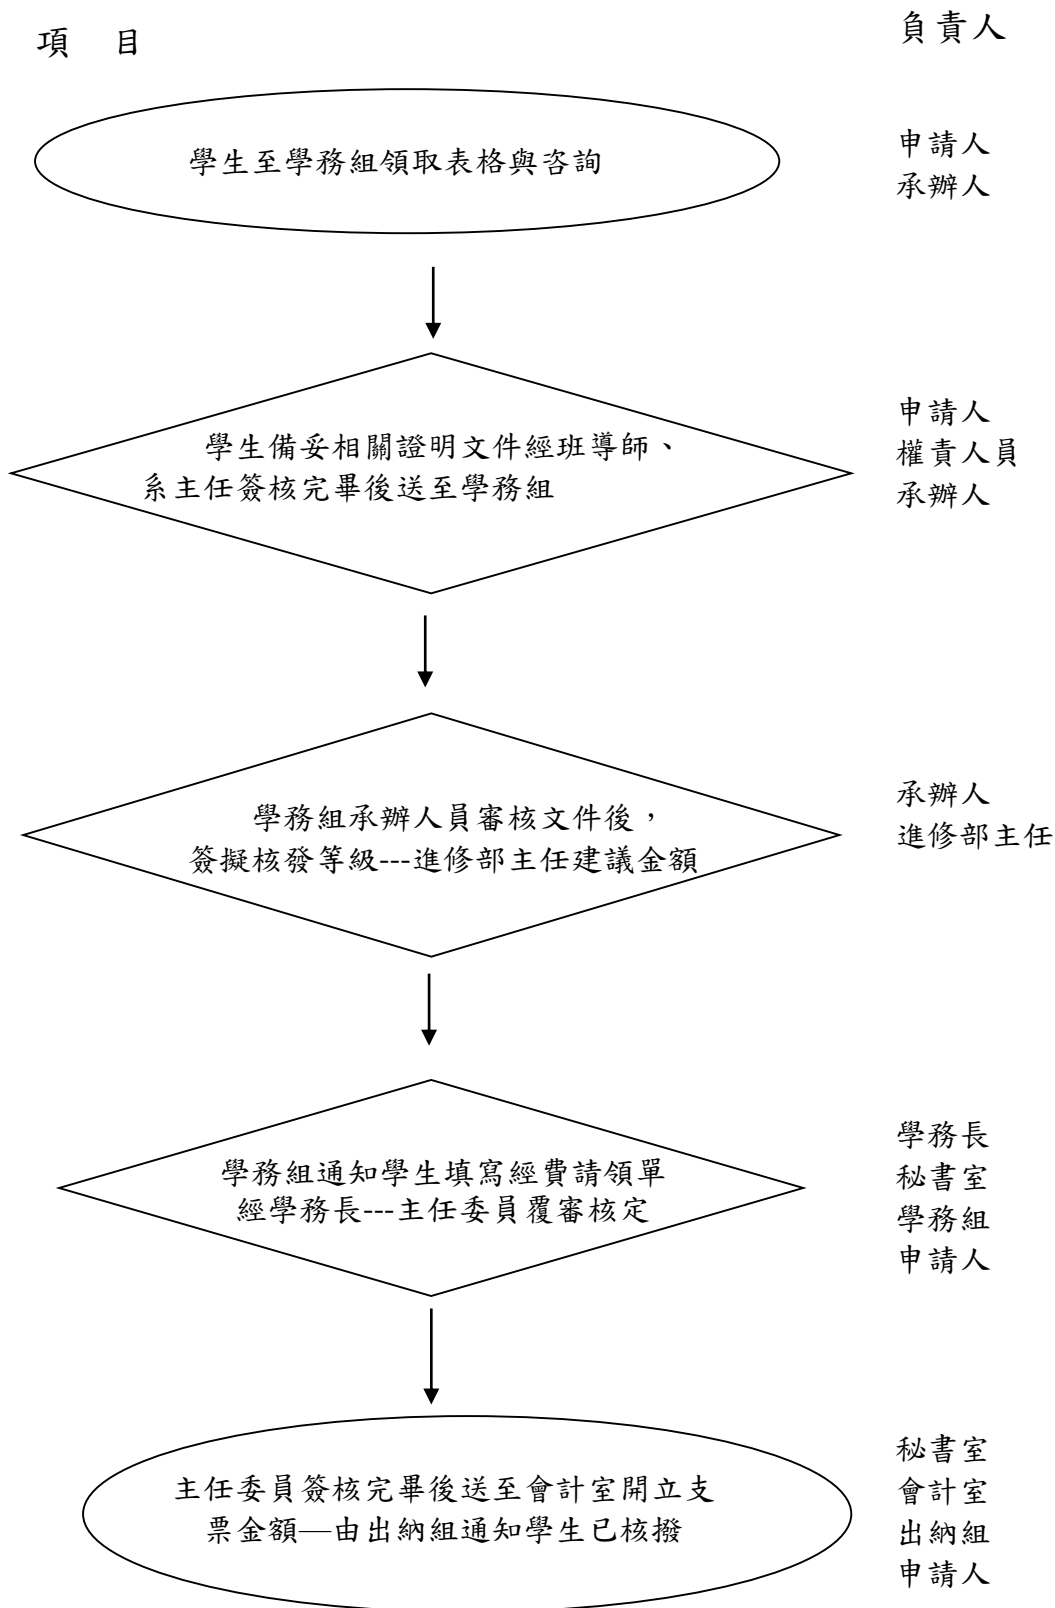 項　目
負責人
學生至學務組領取表格與咨詢
申請人
承辦人
學生備妥相關證明文件經班導師、
系主任簽核完畢後送至學務組
申請人
權責人員
承辦人
學務組承辦人員審核文件後，
簽擬核發等級---進修部主任建議金額
承辦人
進修部主任
學務組通知學生填寫經費請領單
經學務長---主任委員覆審核定
學務長
秘書室
學務組
申請人
主任委員簽核完畢後送至會計室開立支
票金額—由出納組通知學生已核撥
秘書室
會計室
出納組
申請人